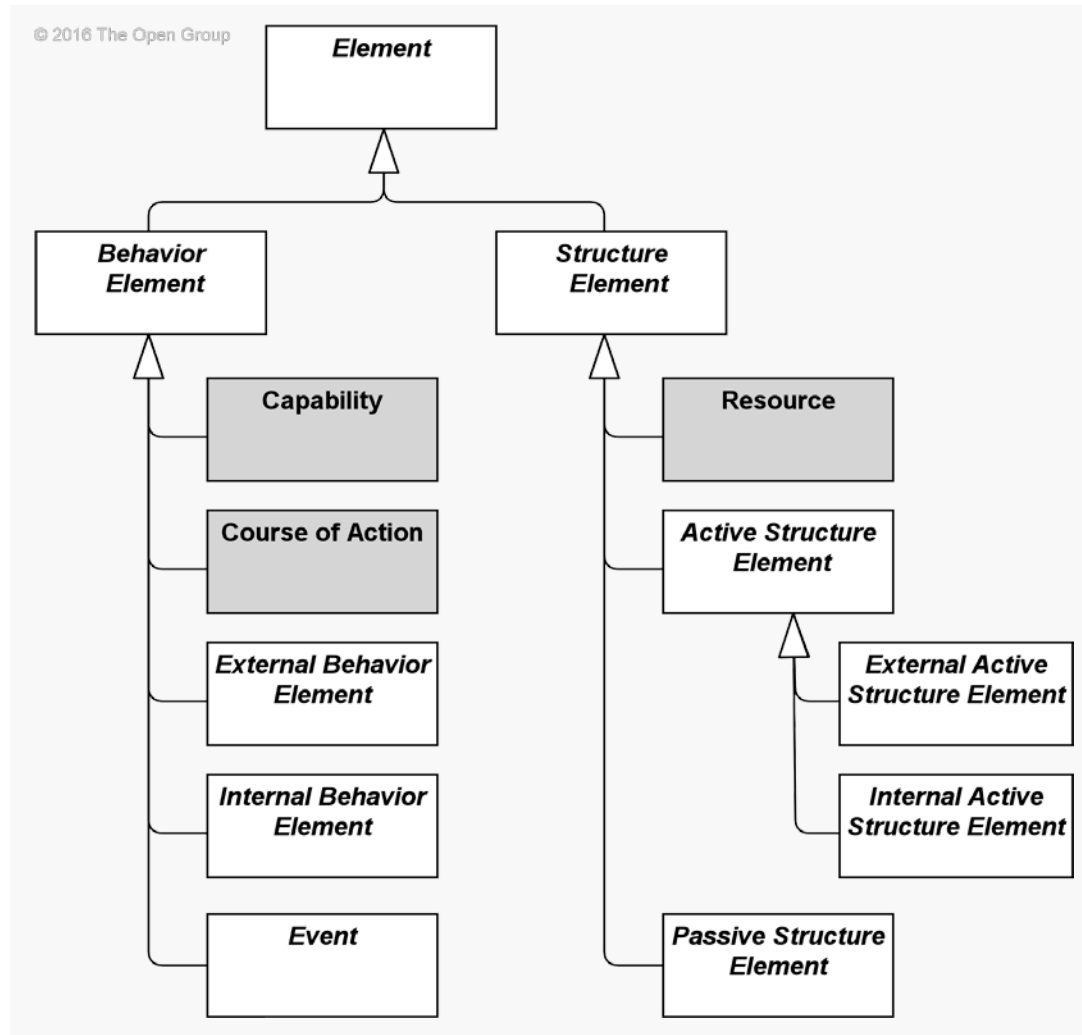 © 2016 The Open Group
Element
Behavior
Element
Structure
Element
Capability
Resource
Course of Action
Active Structure
Element
External Behavior
Element
External Active
Structure Element
Internal Behavior
Element
Internal Active
Structure Element
Event
Passive Structure
Element